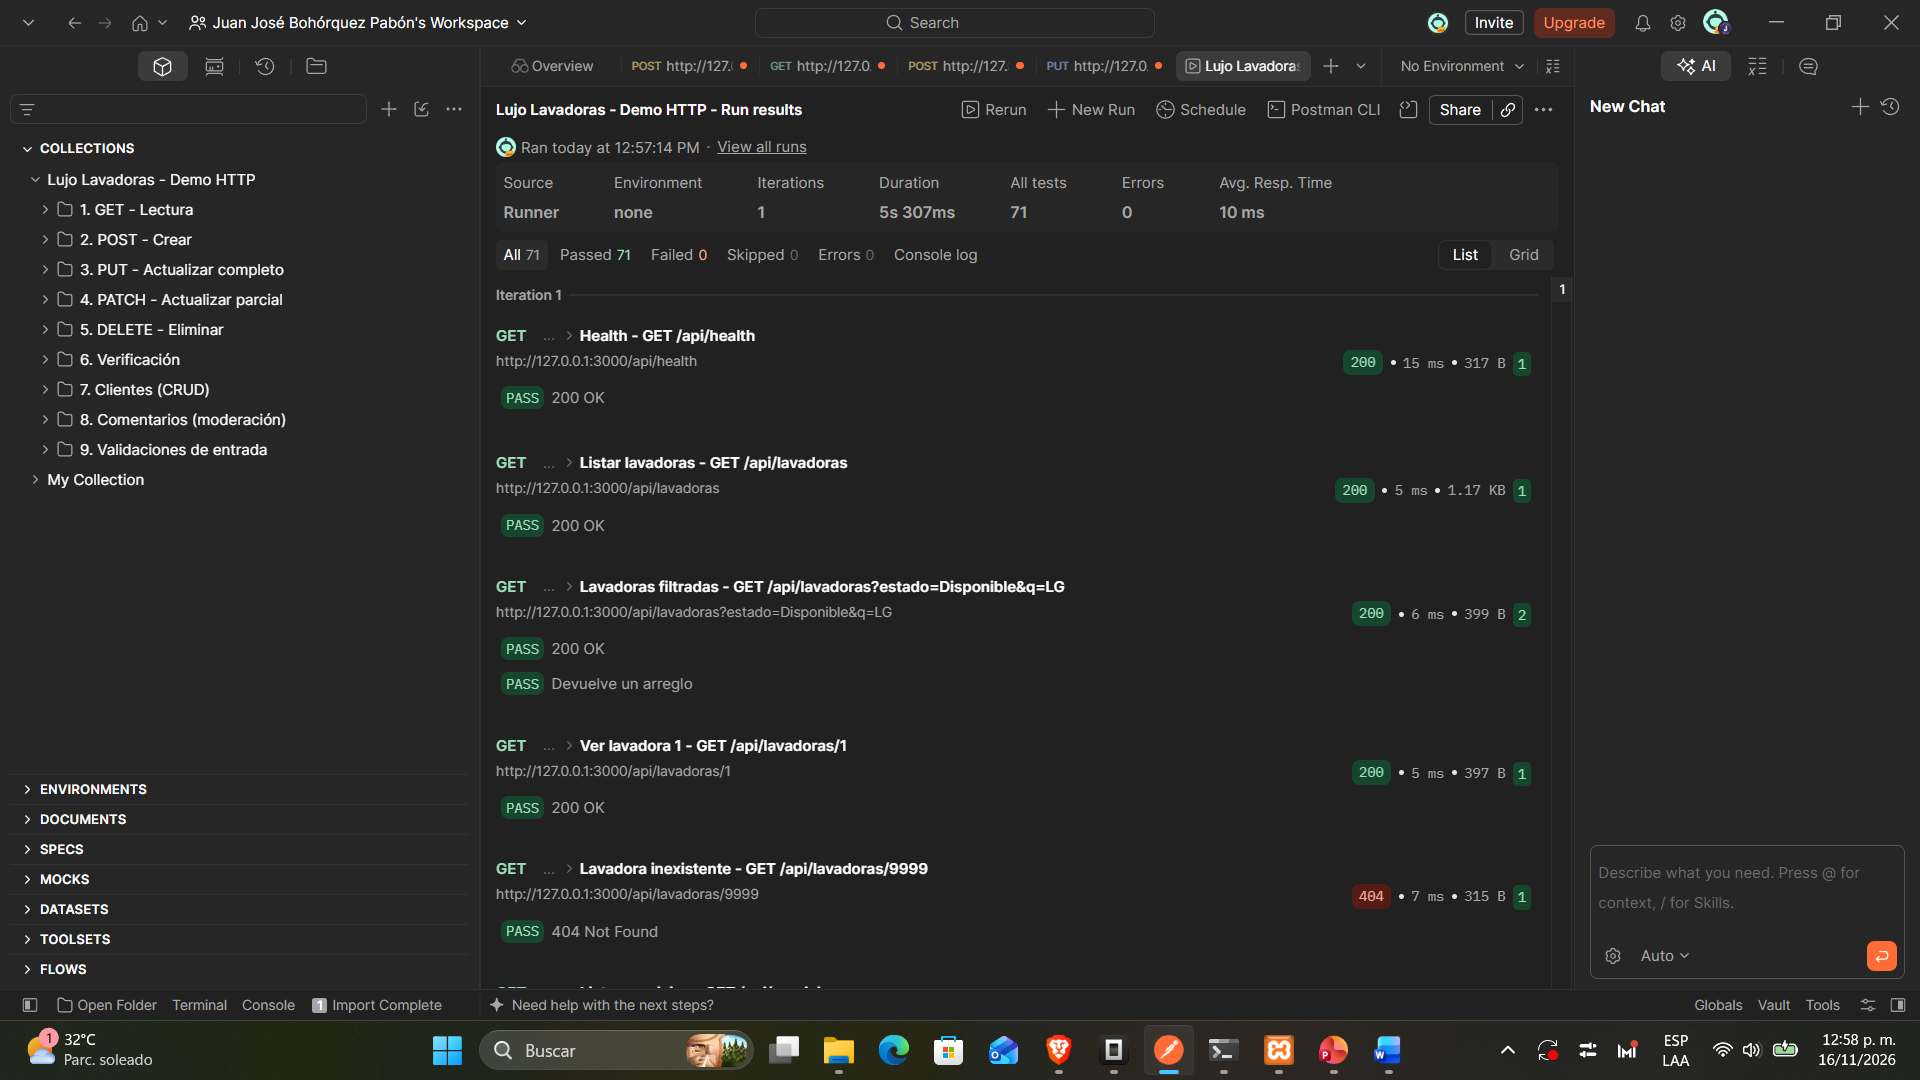 Juan José Bohórquez Pabón's Workspace
Search
Invite
Upgrade
Overview
POST http://127.
GET http://127.0.
POST http://127.
PUT http://127.0.
Lujo Lavadora
No Environment
AI
COLLECTIONS
Lujo Lavadoras - Demo HTTP
1. GET - Lectura
2. POST - Crear
3. PUT - Actualizar completo
4. PATCH - Actualizar parcial
5. DELETE - Eliminar
6. Verificación
7. Clientes (CRUD)
8. Comentarios (moderación)
9. Validaciones de entrada
My Collection
ENVIRONMENTS
DOCUMENTS
SPECS
MOCKS
DATASETS
TOOLSETS
FLOWS
Lujo Lavadoras - Demo HTTP - Run results
Rerun
New Run
Schedule
Postman CLI
Share
Ran today at 12:57:14 PM · View all runs
Source Environment Iterations Duration All tests Errors Avg. Resp. Time
Runner none 1 5s 307ms 71 0 10 ms
All 71 Passed 71 Failed 0 Skipped 0 Errors 0 Console log
List Grid
Iteration 1
1
GET ... > Health - GET /api/health
http://127.0.0.1:3000/api/health
200 • 15 ms • 317 B 1
PASS 200 OK
GET ... > Listar lavadoras - GET /api/lavadoras
http://127.0.0.1:3000/api/lavadoras
200 • 5 ms • 1.17 KB 1
PASS 200 OK
GET ... > Lavadoras filtradas - GET /api/lavadoras?estado=Disponible&q=LG
http://127.0.0.1:3000/api/lavadoras?estado=Disponible&q=LG
200 • 6 ms • 399 B 2
PASS 200 OK
PASS Devuelve un arreglo
GET ... > Ver lavadora 1 - GET /api/lavadoras/1
http://127.0.0.1:3000/api/lavadoras/1
200 • 5 ms • 397 B 1
PASS 200 OK
GET ... > Lavadora inexistente - GET /api/lavadoras/9999
http://127.0.0.1:3000/api/lavadoras/9999
404 • 7 ms • 315 B 1
PASS 404 Not Found
New Chat
Describe what you need. Press @ for
context, / for Skills.
Auto
Open Folder Terminal Console 1 Import Complete
Need help with the next steps?
Globals Vault Tools
1
32°C
Parc. soleado
Buscar
ESP
LAA
12:58 p. m.
16/11/2026